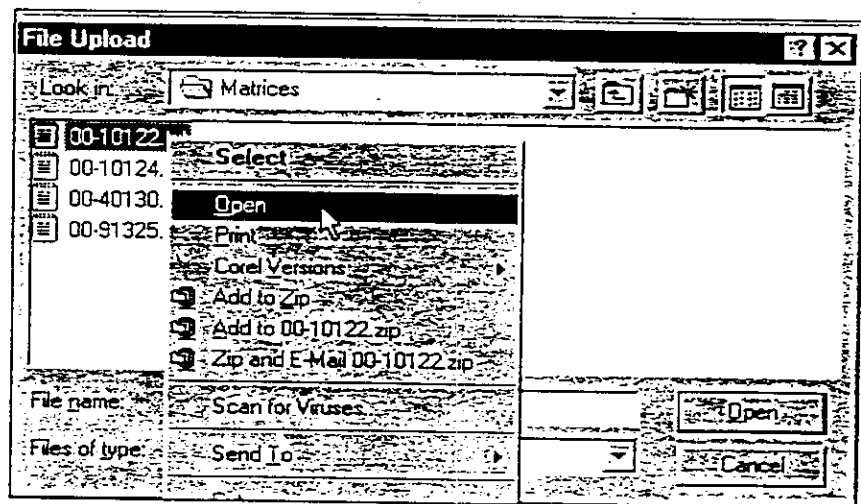 File Upload
Look in: Matrices
00-10122.
00-10124.
00-40130.
00-91325.
Select
Open
Print
Corel Versions
Add to Zip
Add to 00-10122.zip
Zip and E-Mail 00-10122.zip
Scan for Viruses
Send To
File name:
Files of type:
Open
Cancel